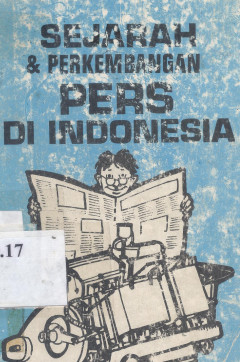 SEJARAH
& PERKEMBANGAN
PERS
DI INDONESIA
.17